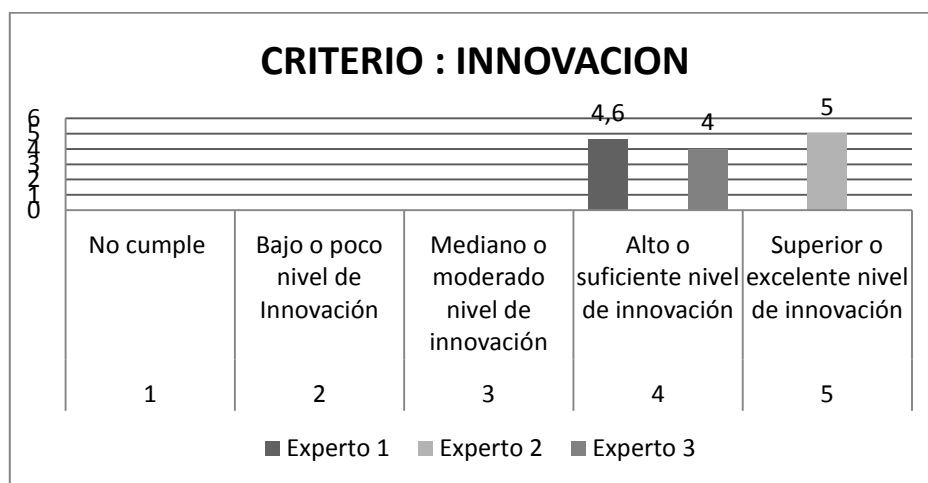 CRITERIO : INNOVACION
4,6
4
5
6
5
4
3
2
1
0
No cumple
Bajo o poco
nivel de
Innovación
Mediano o
moderado
nivel de
innovación
Alto o
suficiente nivel
de innovación
Superior o
excelente nivel
de innovación
1
2
3
4
5
Experto 1
Experto 2
Experto 3